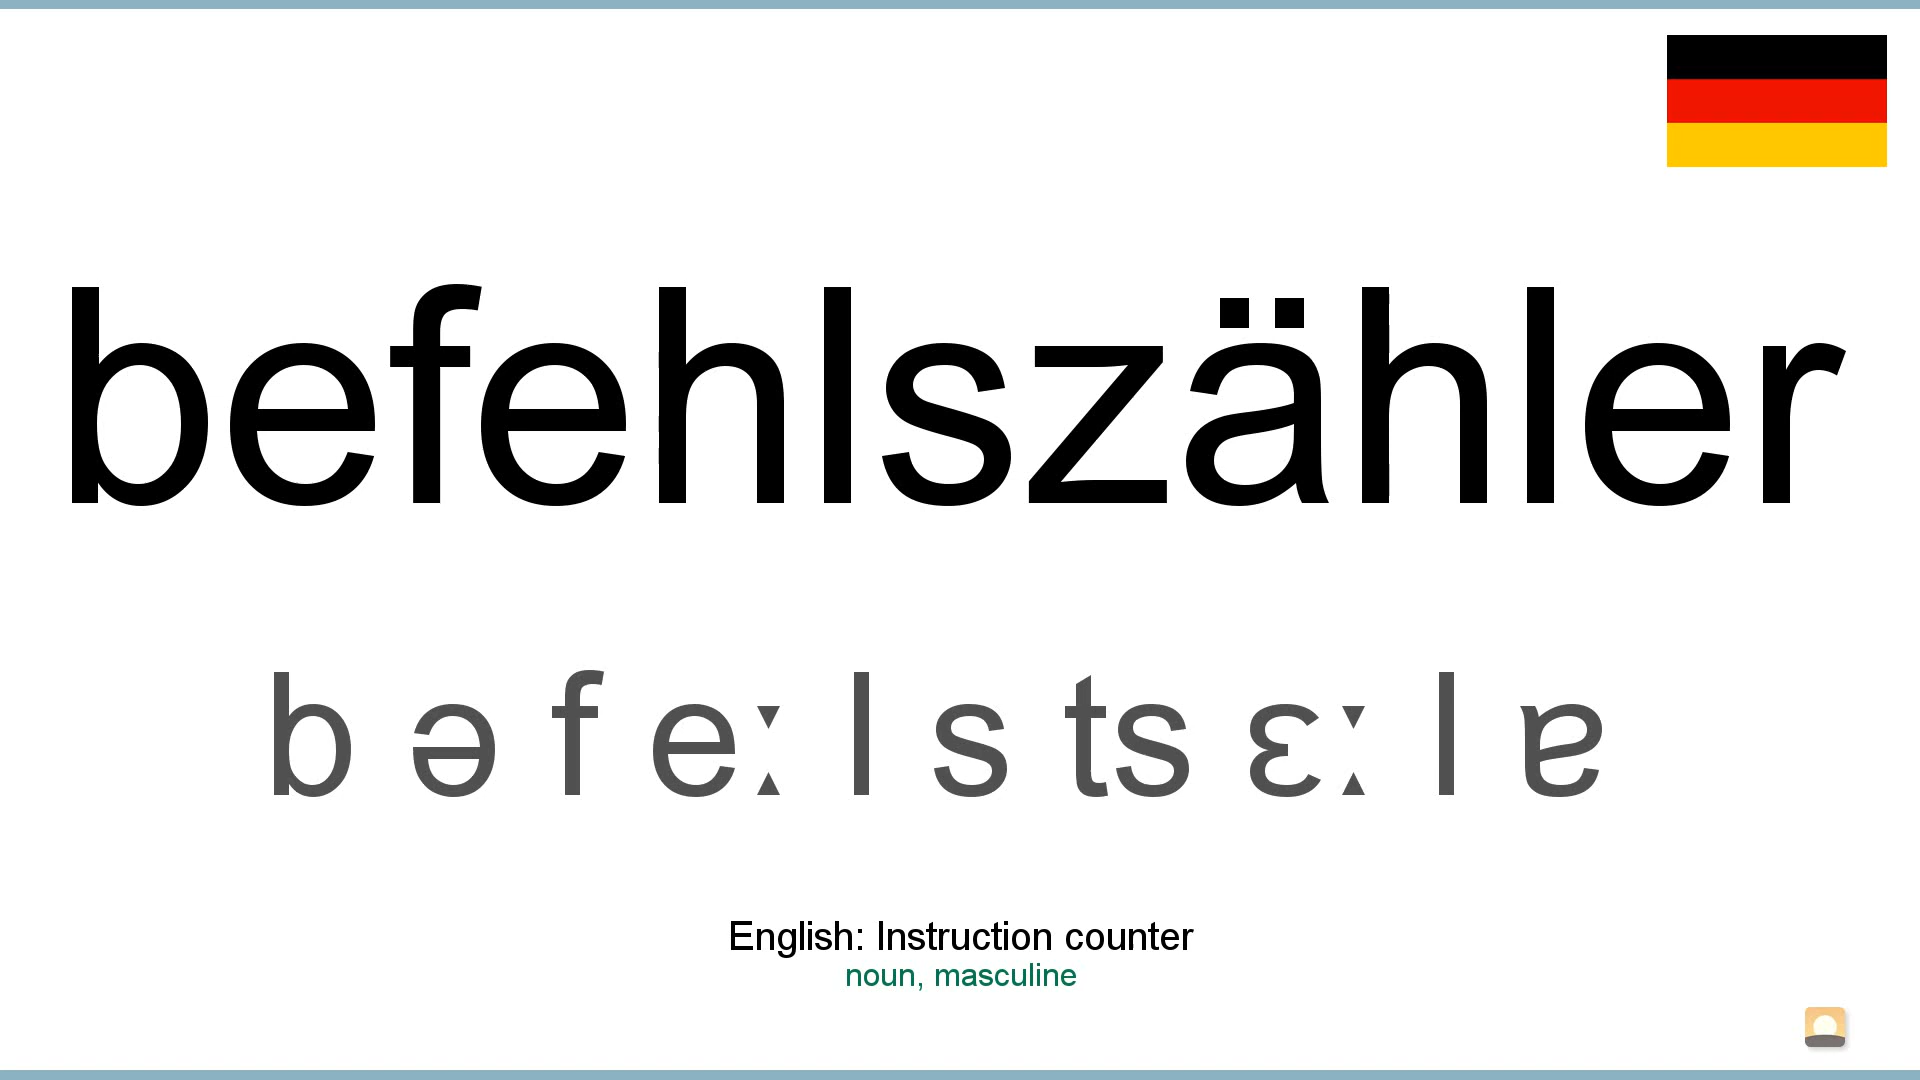 befehlszähler
b ə f eː l s ʦ ɛː l ɐ
English: Instruction counter
noun, masculine